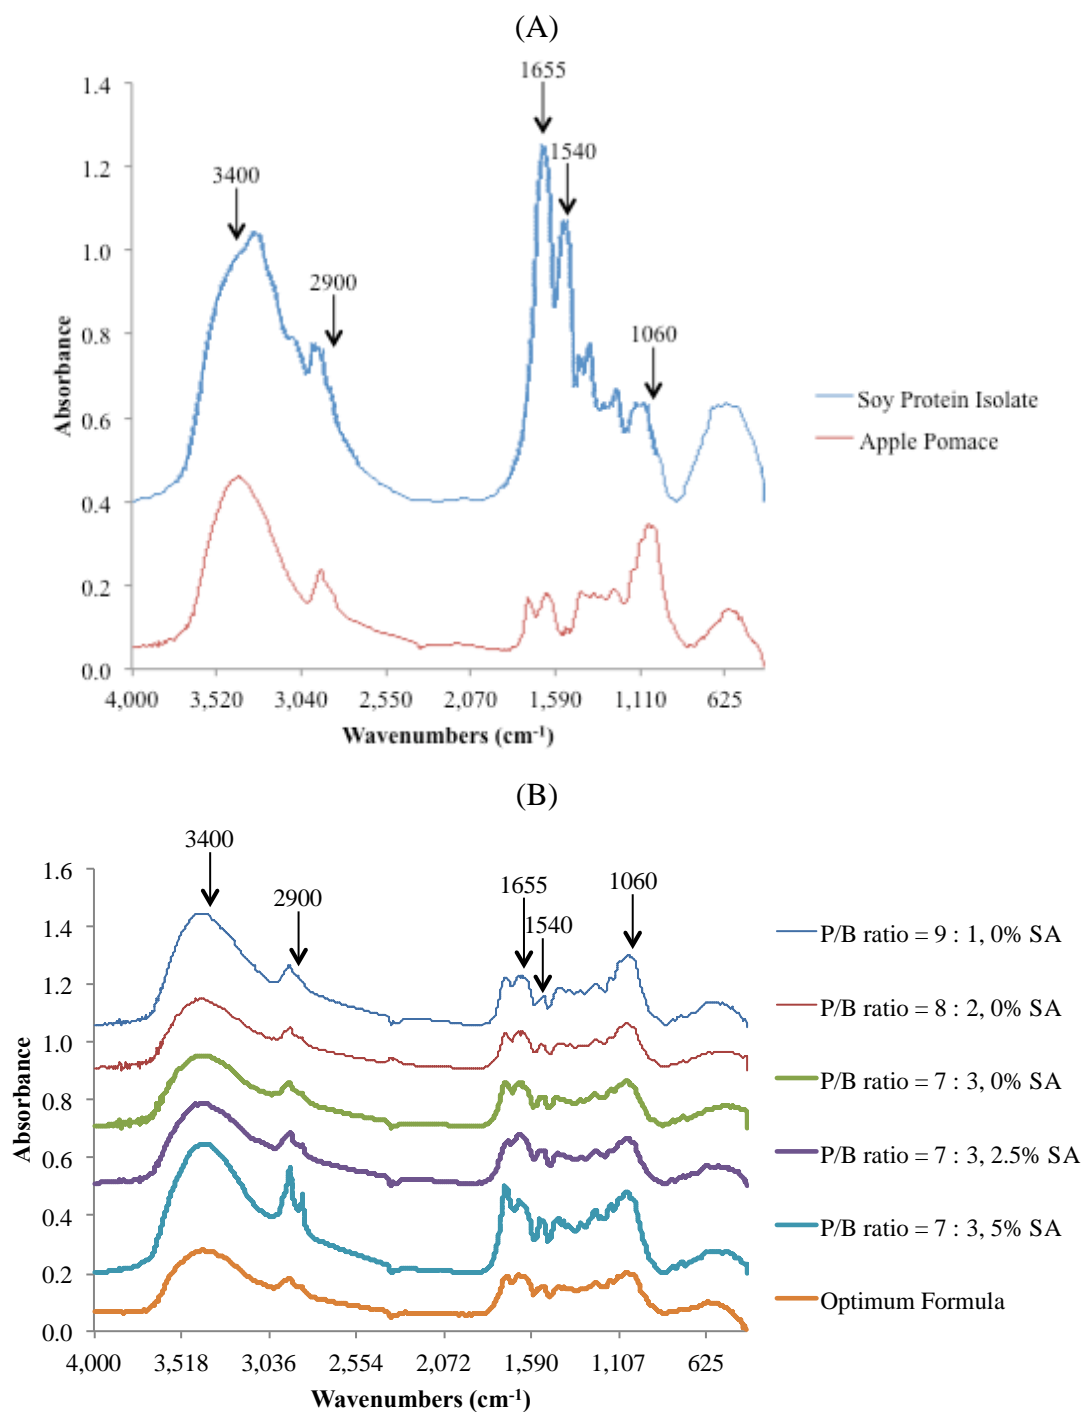 (A)
1655
1.4
1540
1.2
3400
1.0
2900
0.8
1060
Absorbance
Soy Protein Isolate
0.6
Apple Pomace
0.4
0.2
0.0
4,000 3,520 3,040 2,550 2,070 1,590 1,110 625
Wavenumbers (cm-1)
(B)
3400
1.6
2900
1655
1060
1540
1.4
P/B ratio = 9 : 1, 0% SA
1.2
P/B ratio = 8 : 2, 0% SA
1.0
P/B ratio = 7 : 3, 0% SA
0.8
Absorbance
P/B ratio = 7 : 3, 2.5% SA
0.6
P/B ratio = 7 : 3, 5% SA
0.4
0.2
Optimum Formula
0.0
4,000 3,518 3,036 2,554 2,072 1,590 1,107 625
Wavenumbers (cm-1)